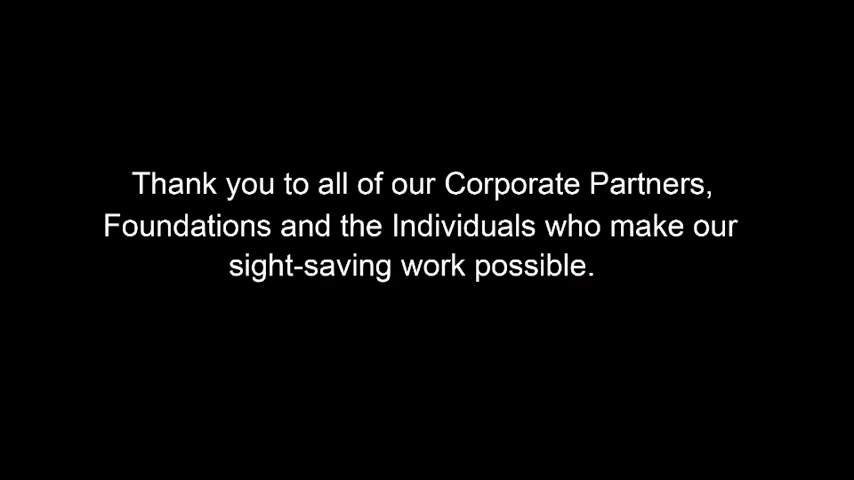 Thank you to all of our Corporate Partners,
Foundations and the Individuals who make our
sight-saving work possible.